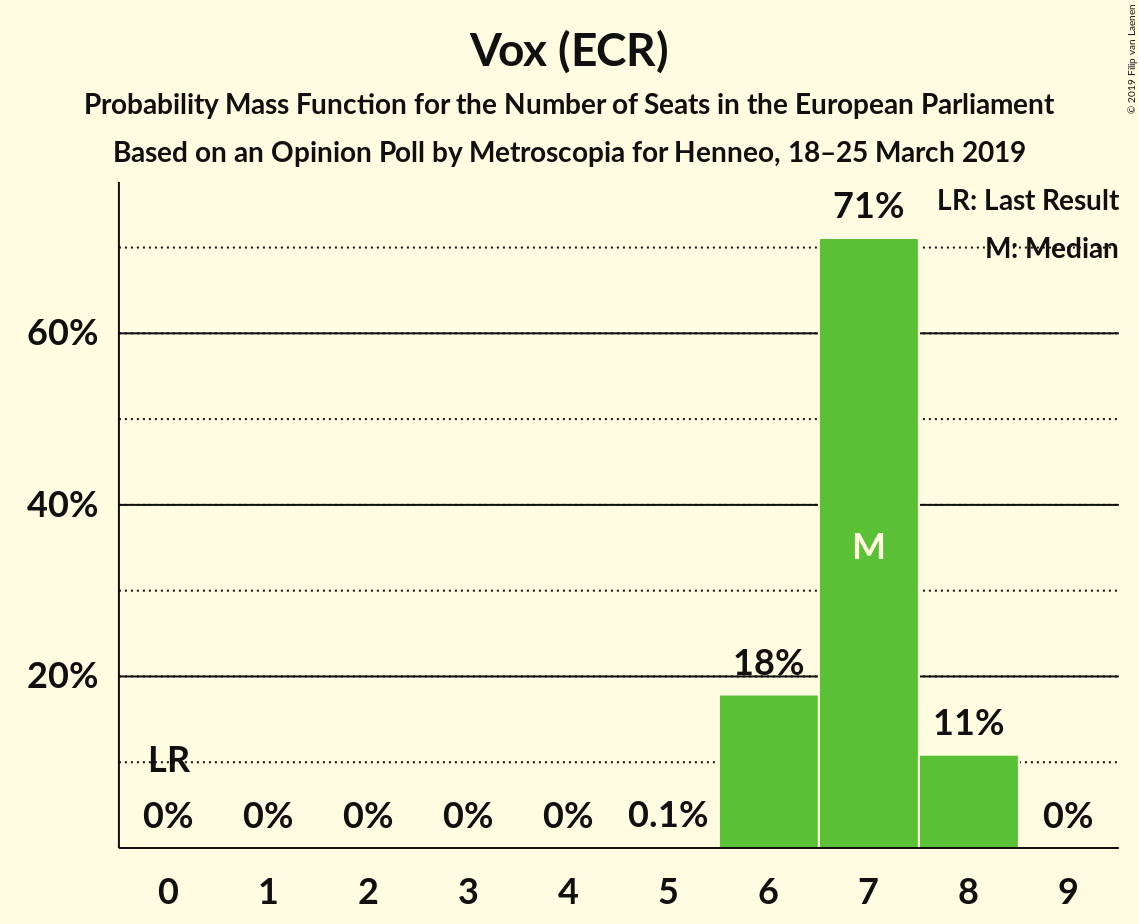 Vox (ECR)
Probability Mass Function for the Number of Seats in the European Parliament
Based on an Opinion Poll by Metroscopia for Henneo, 18–25 March 2019
© 2019 Filip van Laenen
LR: Last Result
M: Median
71%
60%
40%
M
18%
20%
11%
LR
0% 0% 0% 0% 0% 0.1% 0%
0 1 2 3 4 5 6 7 8 9